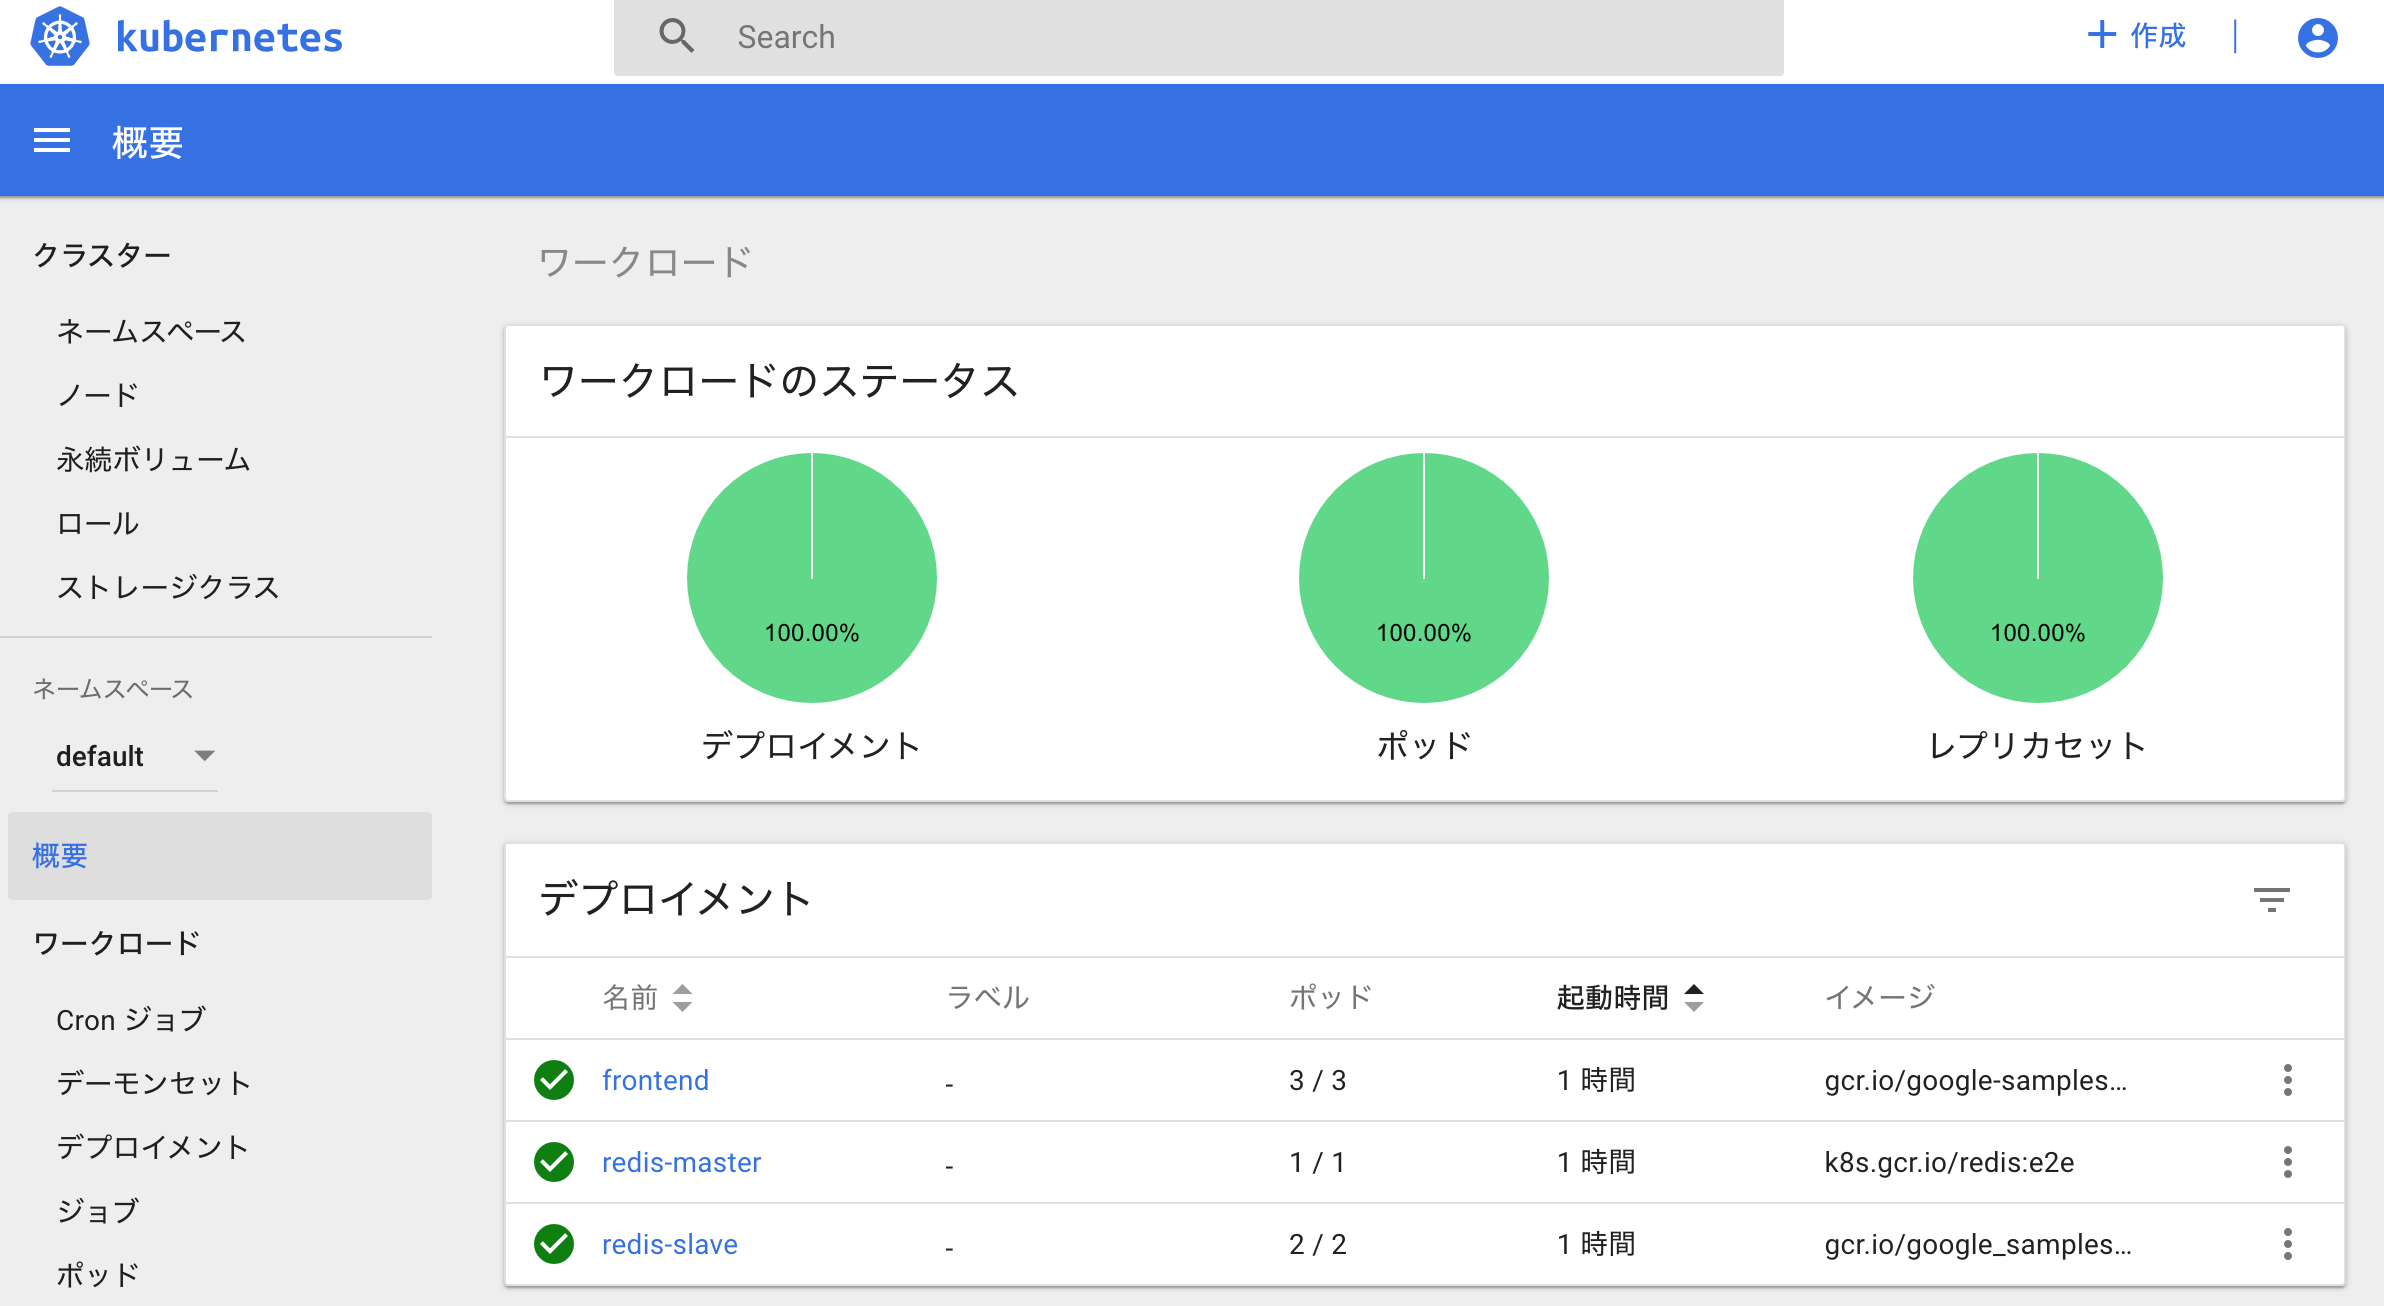 kubernetes
Search
作成
概要
クラスター
ネームスペース
ノード
永続ボリューム
ロール
ストレージクラス
ネームスペース
default
概要
ワークロード
Cron ジョブ
デーモンセット
デプロイメント
ジョブ
ポッド
ワークロード
ワークロードのステータス
100.00% 100.00% 100.00%
デプロイメント ポッド レプリカセット
デプロイメント
名前 ラベル ポッド 起動時間 イメージ
frontend - 3 / 3 1 時間 gcr.io/google-samples...
redis-master - 1 / 1 1 時間 k8s.gcr.io/redis:e2e
redis-slave - 2 / 2 1 時間 gcr.io/google_samples...